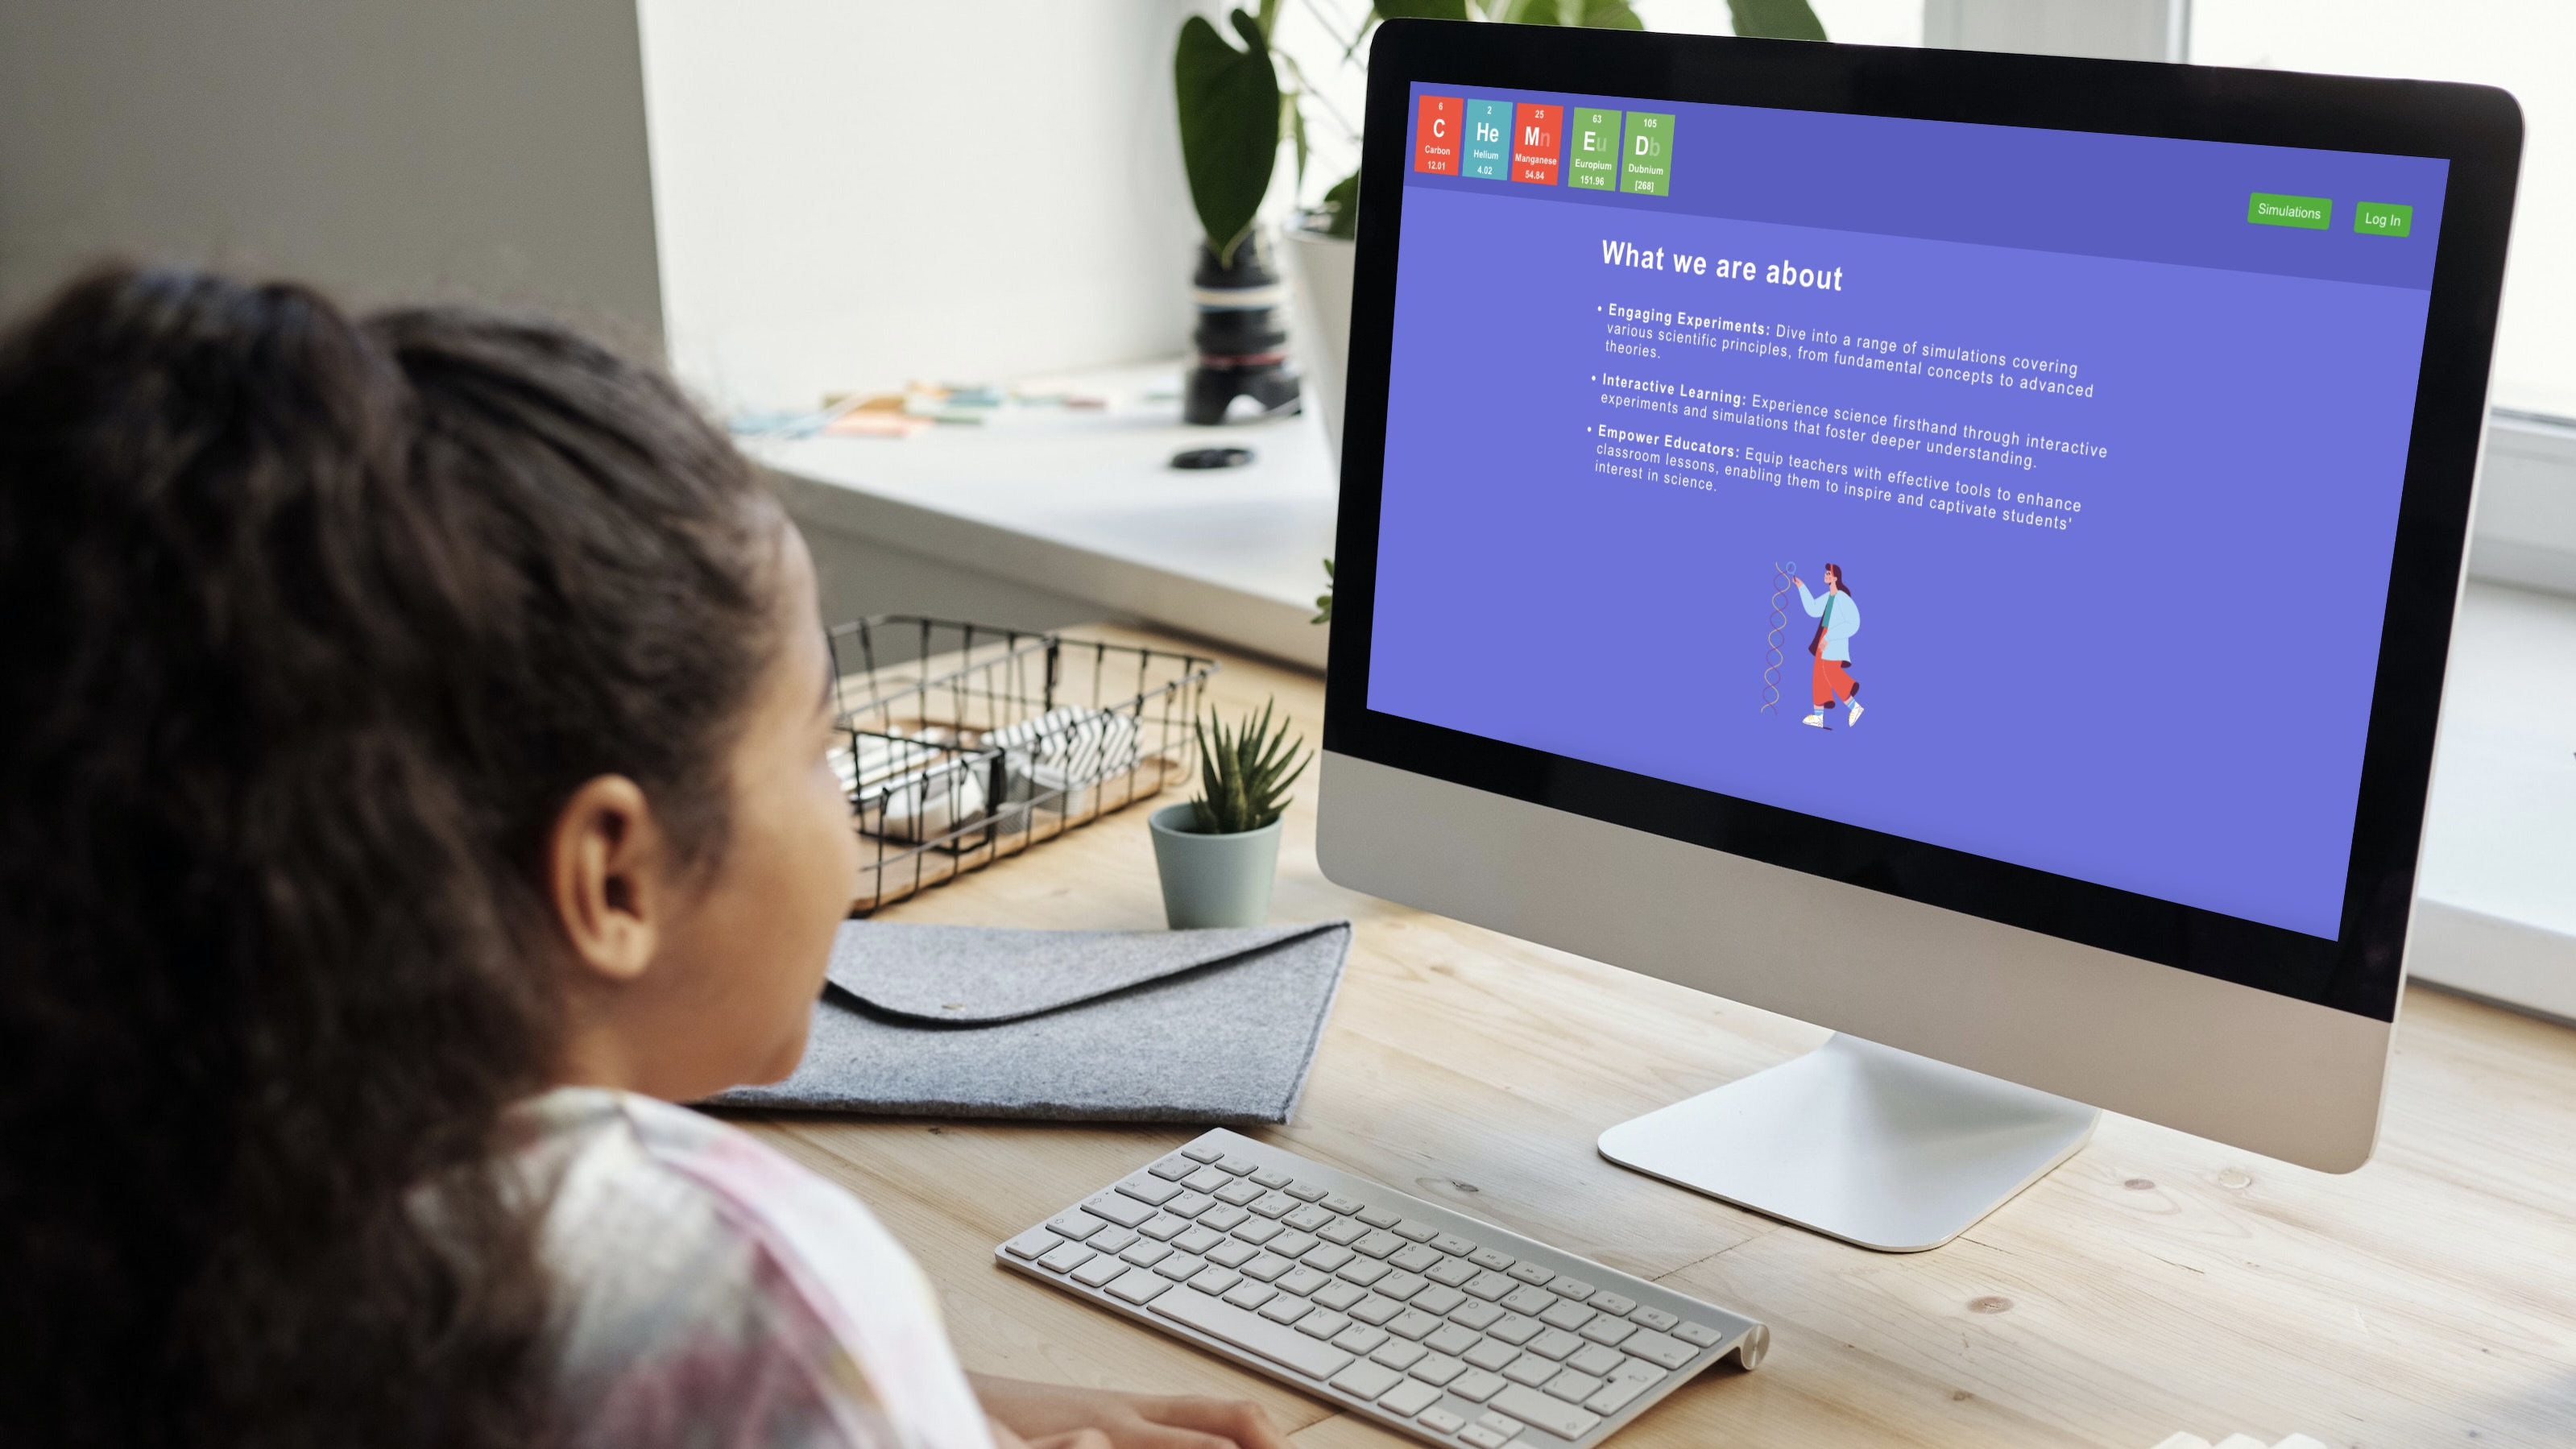 6 2 25 63 105
C He Mn Eu Db
Carbon Helium Manganese Europium Dubnium
12.01 4.02 54.84 151.96 [268]
Simulations Log In
What we are about
• Engaging Experiments: Dive into a range of simulations covering
various scientific principles, from fundamental concepts to advanced
theories.
• Interactive Learning: Experience science firsthand through interactive
experiments and simulations that foster deeper understanding.
• Empower Educators: Equip teachers with effective tools to enhance
classroom lessons, enabling them to inspire and captivate students'
interest in science.